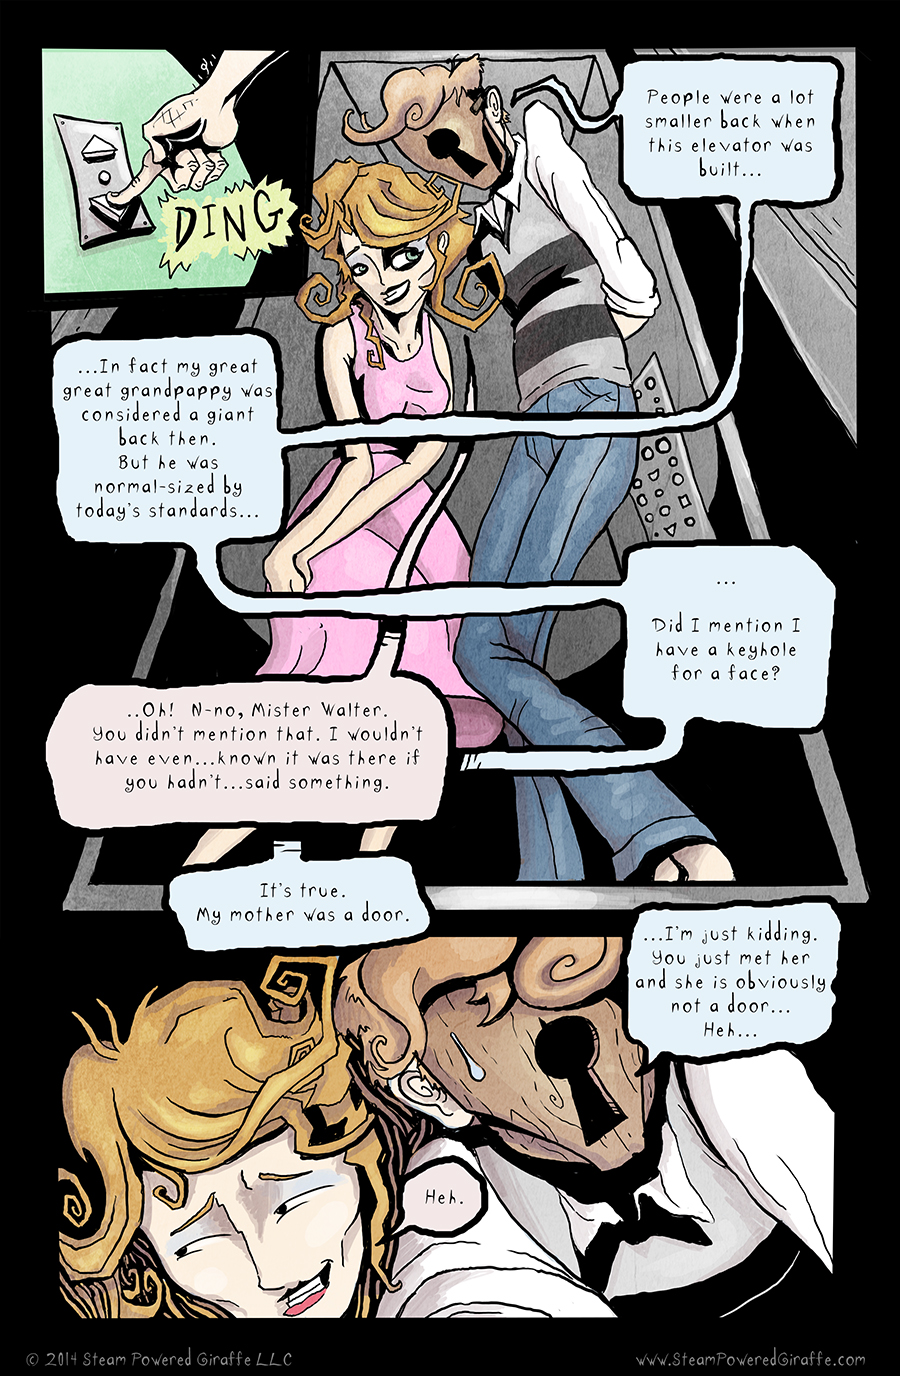 DING
People were a lot
smaller back when
this elevator was
built...
...In fact my great
great grandpappy was
considered a giant
back then.
But he was
normal-sized by
today's standards...
...
Did I mention I
have a keyhole
for a face?
..Oh! N-no, Mister Walter.
You didn't mention that. I wouldn't
have even...known it was there if
you hadn't...said something.
It's true.
My mother was a door.
...I'm just kidding.
You just met her
and she is obviously
not a door...
Heh...
Heh.
© 2014 Steam Powered Giraffe LLC
www.SteamPoweredGiraffe.com